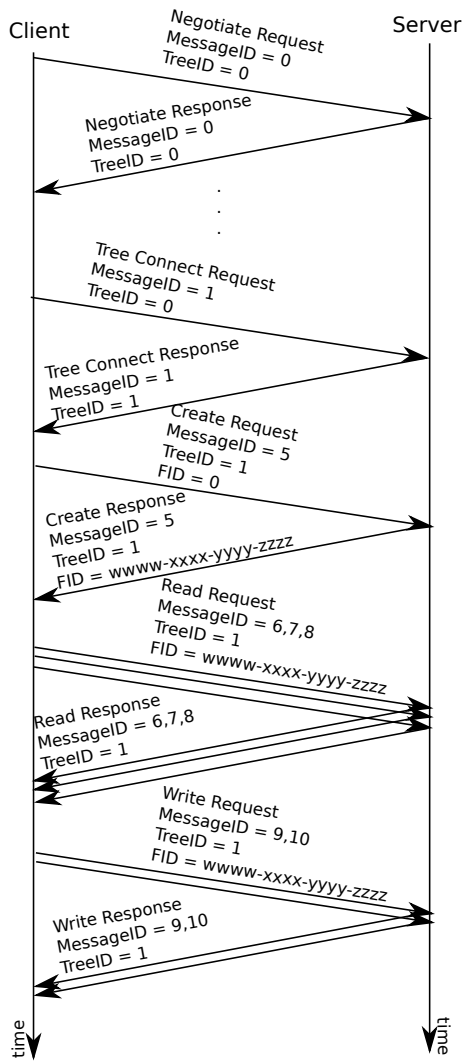 Client
Server
Negotiate Request
MessageID = 0
TreeID = 0
Negotiate Response
MessageID = 0
TreeID = 0
.
.
.
Tree Connect Request
MessageID = 1
TreeID = 0
Tree Connect Response
MessageID = 1
TreeID = 1
Create Request
MessageID = 5
TreeID = 1
FID = 0
Create Response
MessageID = 5
TreeID = 1
FID = wwww-xxxx-yyyy-zzzz
Read Request
MessageID = 6,7,8
TreeID = 1
FID = wwww-xxxx-yyyy-zzzz
Read Response
MessageID = 6,7,8
TreeID = 1
Write Request
MessageID = 9,10
TreeID = 1
FID = wwww-xxxx-yyyy-zzzz
Write Response
MessageID = 9,10
TreeID = 1
time
time